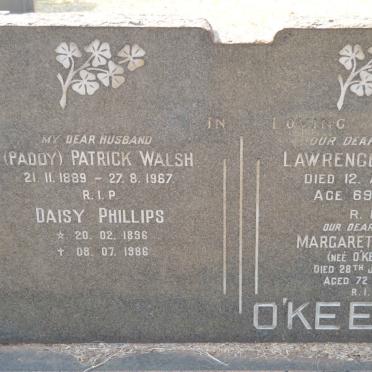 IN LOVING
MY DEAR HUSBAND
(PADDY) PATRICK WALSH
21. 11. 1889 - 27. 8. 1967.
R. I. P.
DAISY PHILLIPS
* 20. 02. 1896
+ 08. 07. 1986
OUR DEAR
LAWRENCE
DIED 12.
AGE 69
R.
OUR DEAR
MARGARET
(NEÉ O'KE
DIED 28TH J
AGED 72
R. I.
O'KEE